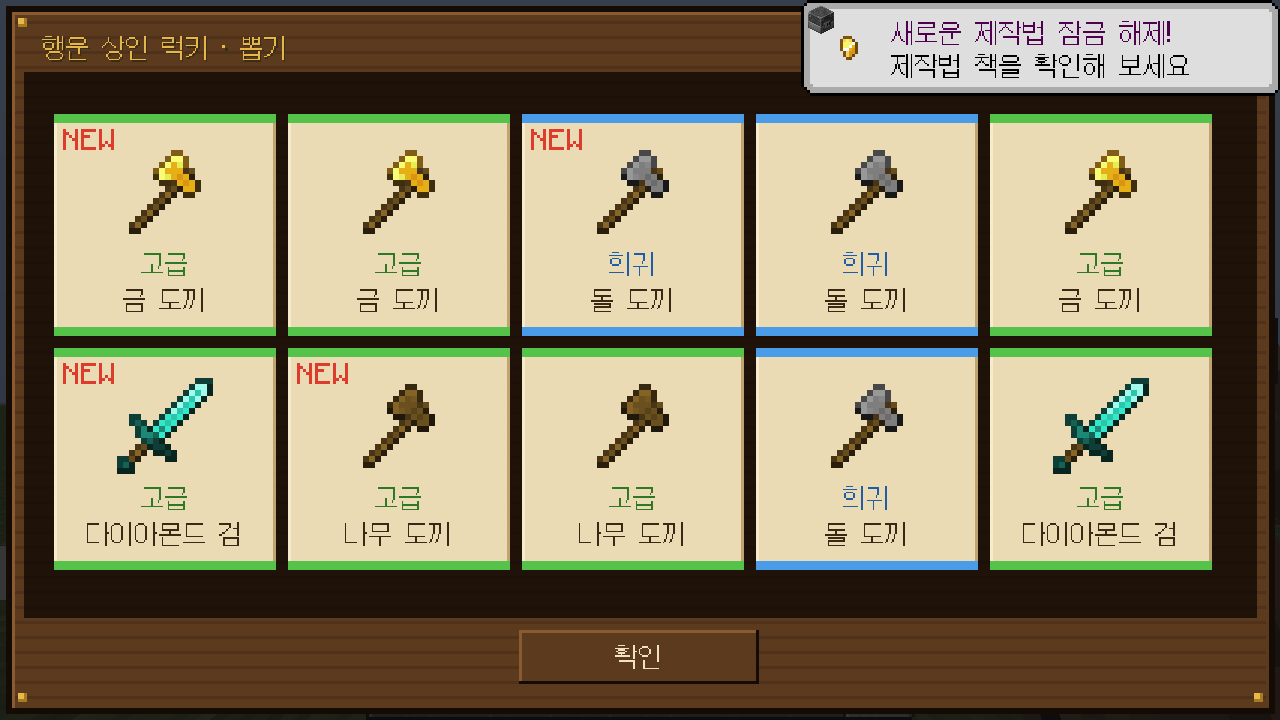 행운 상인 럭키 · 뽑기
새로운 제작법 잠금 해제!
제작법 책을 확인해 보세요
NEW
고급
금 도끼
고급
금 도끼
NEW
희귀
돌 도끼
희귀
돌 도끼
고급
금 도끼
NEW
고급
다이아몬드 검
NEW
고급
나무 도끼
고급
나무 도끼
희귀
돌 도끼
고급
다이아몬드 검
확인